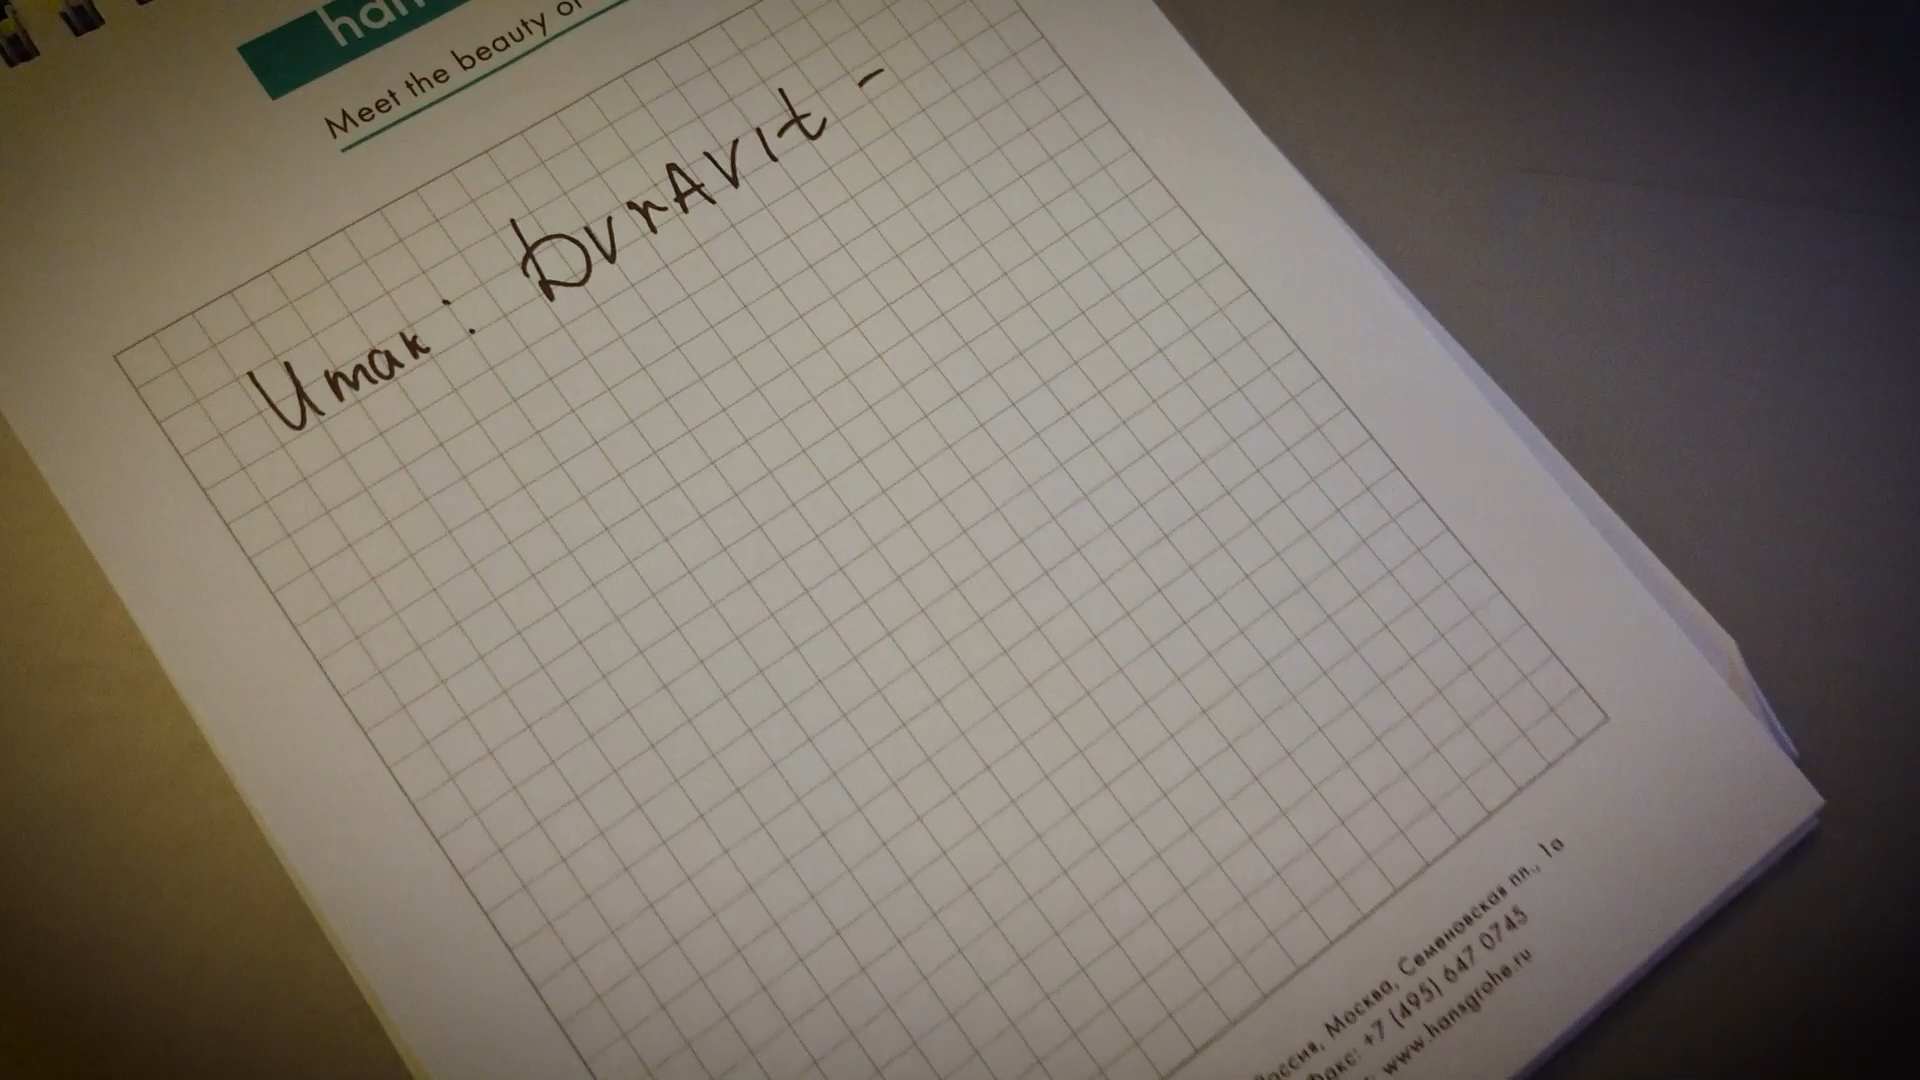 han
Meet the beauty of
Итак: DurAvit -
Россия, Москва, Семеновская пл., 1а
Факс: +7 (495) 647 0745
www.hansgrohe.ru